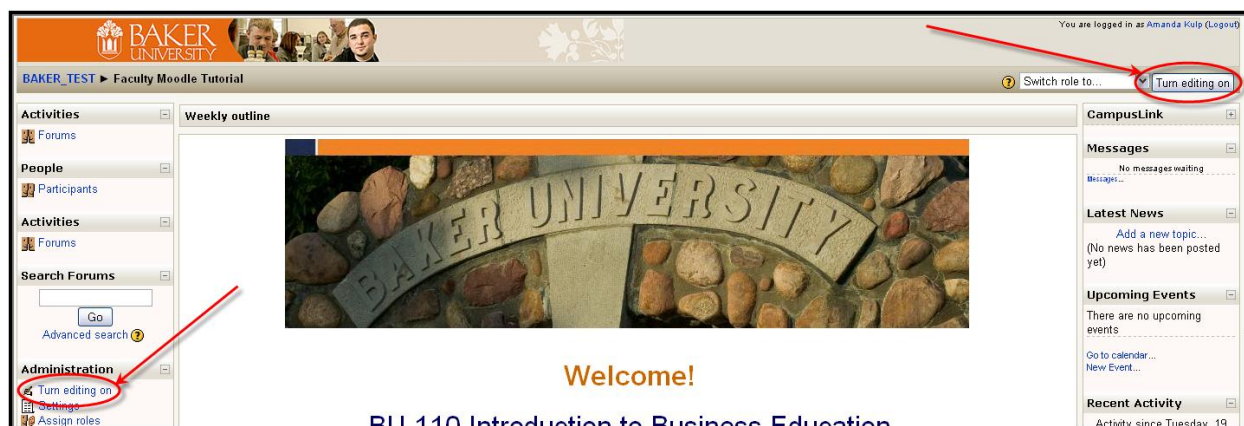 BAKER
UNIVERSITY
You are logged in as Amanda Kulp (Logout)
BAKER_TEST ► Faculty Moodle Tutorial
Switch role to...
Turn editing on
Activities
Forums
People
Participants
Activities
Forums
Search Forums
Go
Advanced search
Administration
Turn editing on
Settings
Assign roles
Weekly outline
BAKER UNIVERSITY
Welcome!
BU 110 Introduction to Business Education
CampusLink
Messages
No messages waiting
Messages...
Latest News
Add a new topic...
(No news has been posted
yet)
Upcoming Events
There are no upcoming
events
Go to calendar...
New Event...
Recent Activity
Activity since Tuesday, 19